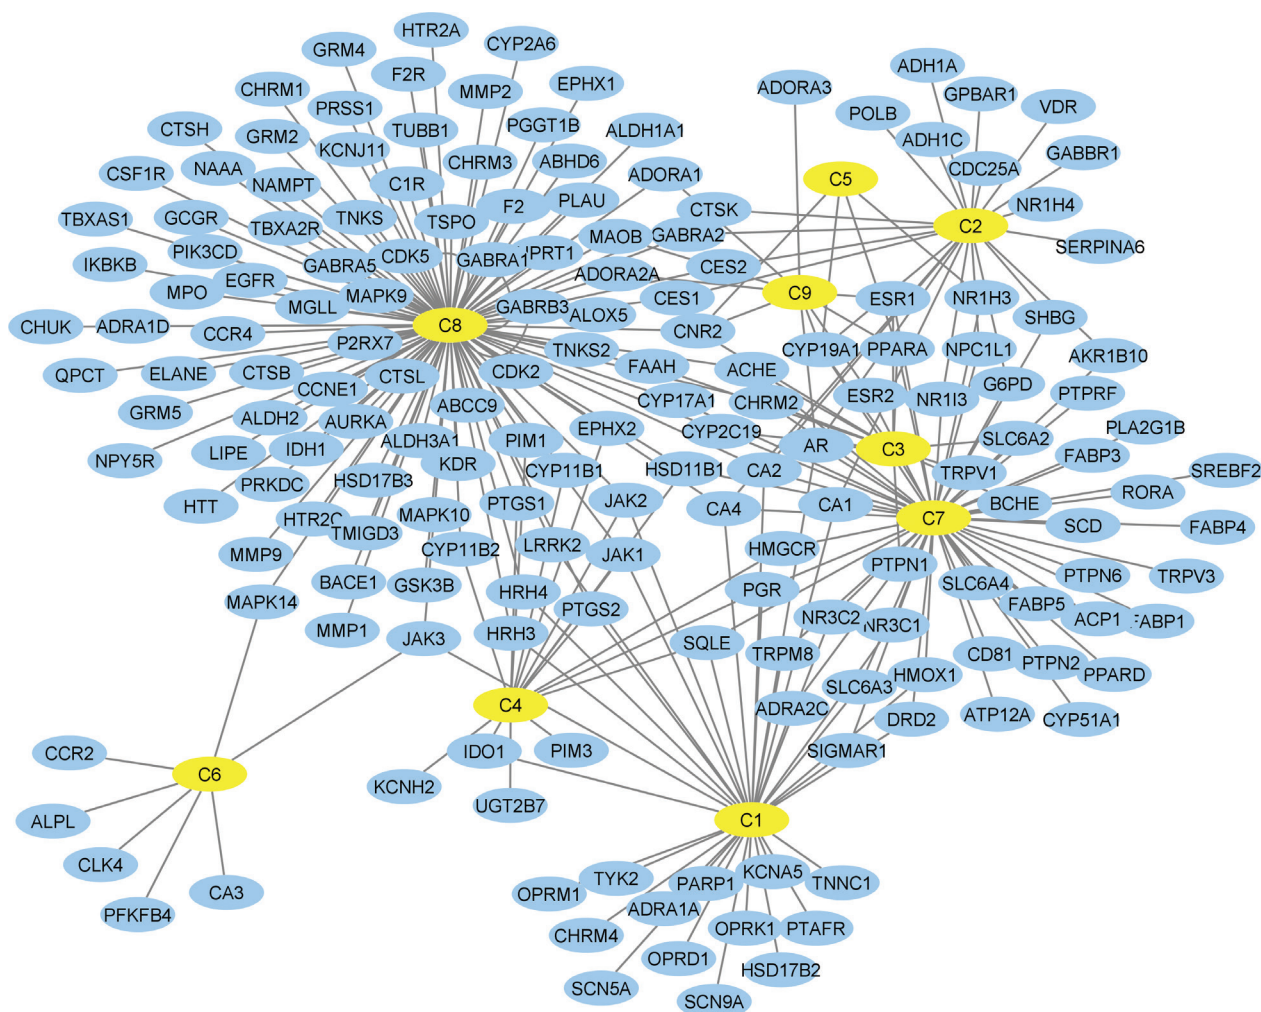 HTR2A
GRM4
CYP2A6
F2R
EPHX1
CHRM1
MMP2
PRSS1
ADORA3
ADH1A
GPBAR1
VDR
POLB
CTSH
GRM2
TUBB1
PGGT1B
ALDH1A1
ADH1C
KCNJ11
CHRM3
ABHD6
CDC25A
GABBR1
CSF1R
NAAA
NAMPT
C1R
ADORA1
C5
PLAU
F2
NR1H4
TBXAS1
GCGR
TBXA2R
TNKS
TSPO
CTSK
C2
MAOB
GABRA2
SERPINA6
PIK3CD
CDK5
GABRA1
GABRA5
IKBKB
ADORA2A
CES2
EGFR
MPO
MGLL
MAPK9
C9
CES1
ESR1
NR1H3
GABRB3
ALOX5
SHBG
CHUK
ADRA1D
CCR4
C8
CNR2
P2RX7
TNKS2
CYP19A1
PPARA
NPC1L1
AKR1B10
QPCT
ELANE
CTSB
CTSL
CDK2
FAAH
ACHE
G6PD
CCNE1
PTPRF
GRM5
ABCC9
CYP17A1
CHRM2
ESR2
NR1I3
ALDH2
AURKA
EPHX2
CYP2C19
PLA2G1B
NPY5R
LIPE
IDH1
ALDH3A1
PIM1
AR
C3
SLC6A2
FABP3
KDR
CYP11B1
HSD11B1
CA2
TRPV1
SREBF2
PRKDC
HSD17B3
RORA
HTT
PTGS1
JAK2
CA4
CA1
BCHE
HTR2C
MAPK10
C7
SCD
FABP4
TMIGD3
MMP9
CYP11B2
LRRK2
JAK1
HMGCR
PTPN1
BACE1
GSK3B
HRH4
PGR
SLC6A4
PTPN6
TRPV3
MAPK14
PTGS2
FABP5
ACP1
FABP1
MMP1
JAK3
HRH3
SQLE
NR3C2
NR3C1
TRPM8
CD81
PTPN2
PPARD
SLC6A3
HMOX1
C4
ADRA2C
DRD2
ATP12A
CYP51A1
CCR2
IDO1
PIM3
SIGMAR1
C6
KCNH2
UGT2B7
ALPL
C1
CLK4
TYK2
PARP1
KCNA5
TNNC1
CA3
OPRM1
PFKFB4
ADRA1A
CHRM4
OPRK1
PTAFR
OPRD1
HSD17B2
SCN5A
SCN9A